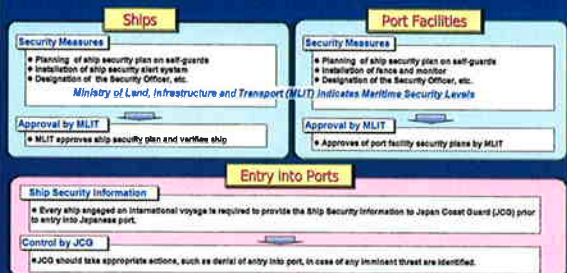 Ships
Security Measures
● Planning of ship security plan on self-guards
● Installation of ship security alert system
● Designation of the Security Officer, etc.
Port Facilities
Security Measures
● Planning of ship security plan on self-guards
● Installation of fence and monitor
● Designation of the Security Officer, etc.
Ministry of Land, Infrastructure and Transport (MLIT) Indicates Maritime Security Levels
Approval by MLIT
● MLIT approves ship security plan and verifies ship
Approval by MLIT
● Approves of port facility security plans by MLIT
Entry into Ports
Ship Security Information
● Every ship engaged on international voyage is required to provide the Ship Security Information to Japan Coast Guard (JCG) prior
to entry into Japanese port.
Control by JCG
●JCG should take appropriate actions, such as denial of entry into port, in case of any imminent threat are identified.